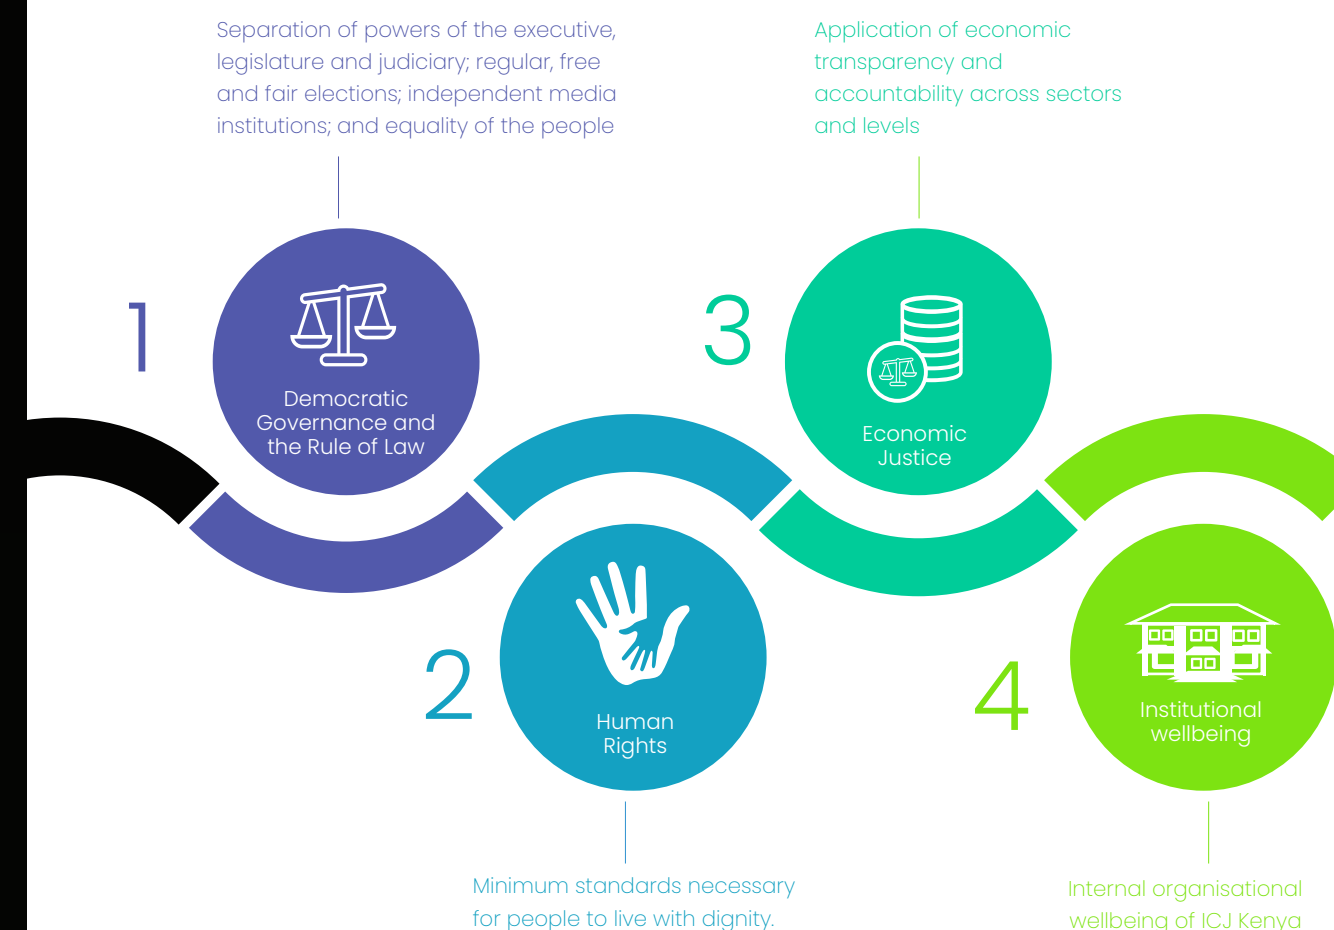 Separation of powers of the executive,
legislature and judiciary; regular, free
and fair elections; independent media
institutions; and equality of the people
1
Democratic
Governance and
the Rule of Law
2
Human
Rights
Minimum standards necessary
for people to live with dignity.
Application of economic
transparency and
accountability across sectors
and levels
3
Economic
Justice
4
Institutional
wellbeing
Internal organisational
wellbeing of ICJ Kenya